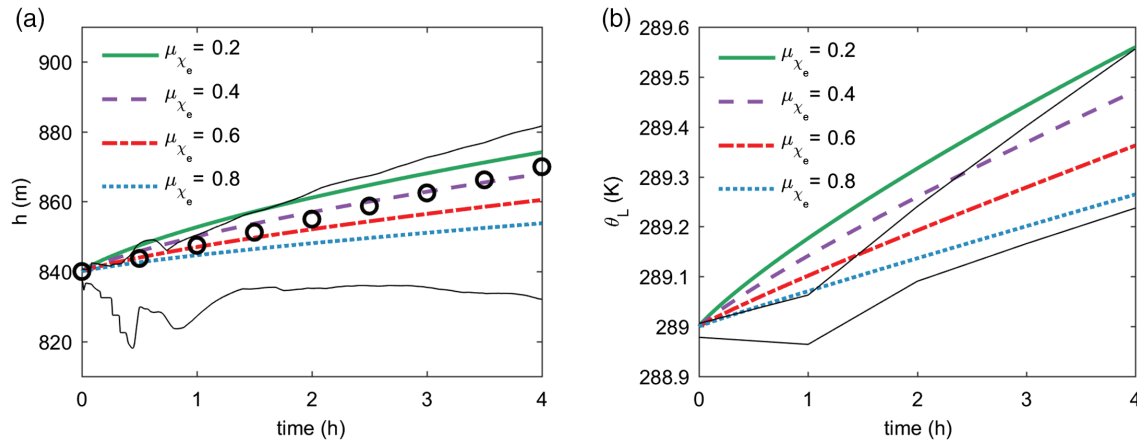 (a)
h (m)
900
880
860
840
820
μχe = 0.2
μχe = 0.4
μχe = 0.6
μχe = 0.8
0 1 2 3 4
time (h)
(b)
θL (K)
289.6
289.5
289.4
289.3
289.2
289.1
289
288.9
μχe = 0.2
μχe = 0.4
μχe = 0.6
μχe = 0.8
0 1 2 3 4
time (h)